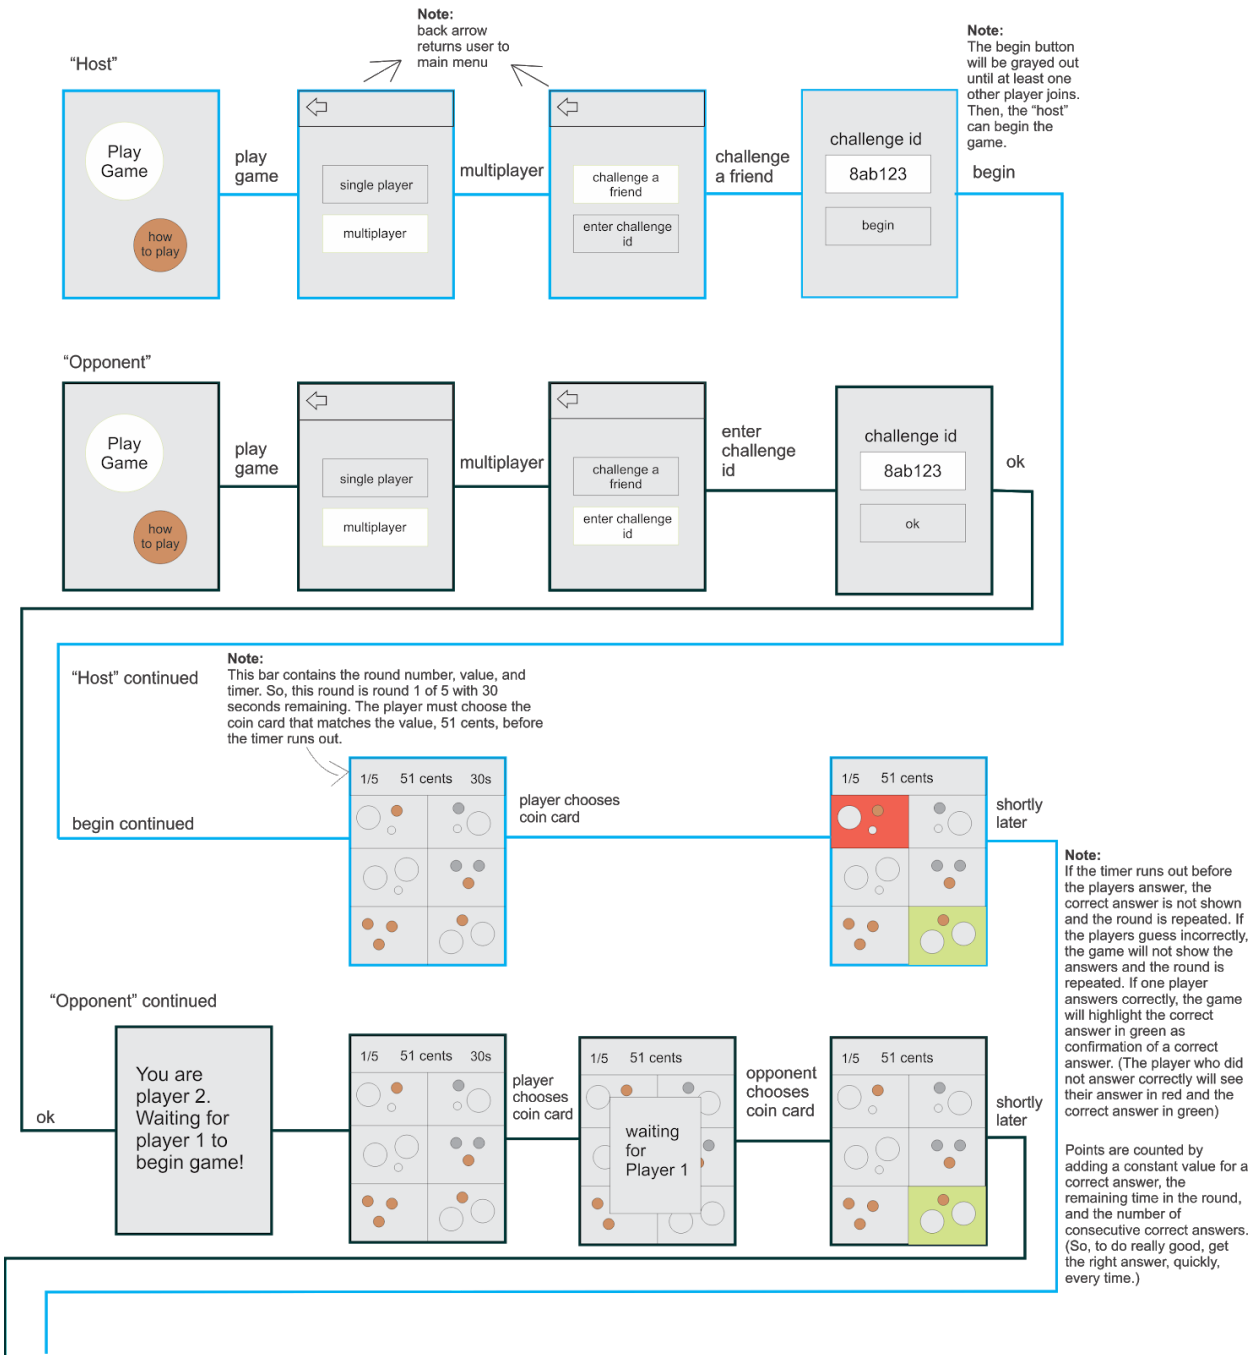 Note:
back arrow
returns user to
main menu
Note:
The begin button
will be grayed out
until at least one
other player joins.
Then, the “host”
can begin the
game.
“Host”
Play
Game
how
to play
play
game
single player
multiplayer
multiplayer
challenge a
friend
enter challenge
id
challenge
a friend
challenge id
8ab123
begin
begin
“Opponent”
Play
Game
how
to play
play
game
single player
multiplayer
multiplayer
challenge a
friend
enter challenge
id
enter
challenge
id
challenge id
8ab123
ok
ok
Note:
This bar contains the round number, value, and
timer. So, this round is round 1 of 5 with 30
seconds remaining. The player must choose the
coin card that matches the value, 51 cents, before
the timer runs out.
“Host” continued
begin continued
1/5 51 cents 30s
player chooses
coin card
1/5 51 cents
shortly
later
Note:
If the timer runs out before
the players answer, the
correct answer is not shown
and the round is repeated. If
the players guess incorrectly,
the game will not show the
answers and the round is
repeated. If one player
answers correctly, the game
will highlight the correct
answer in green as
confirmation of a correct
answer. (The player who did
not answer correctly will see
their answer in red and the
correct answer in green)
Points are counted by
adding a constant value for a
correct answer, the
remaining time in the round,
and the number of
consecutive correct answers.
(So, to do really good, get
the right answer, quickly,
every time.)
“Opponent” continued
ok
You are
player 2.
Waiting for
player 1 to
begin game!
1/5 51 cents 30s
player
chooses
coin card
1/5 51 cents
waiting
for
Player 1
opponent
chooses
coin card
1/5 51 cents
shortly
later